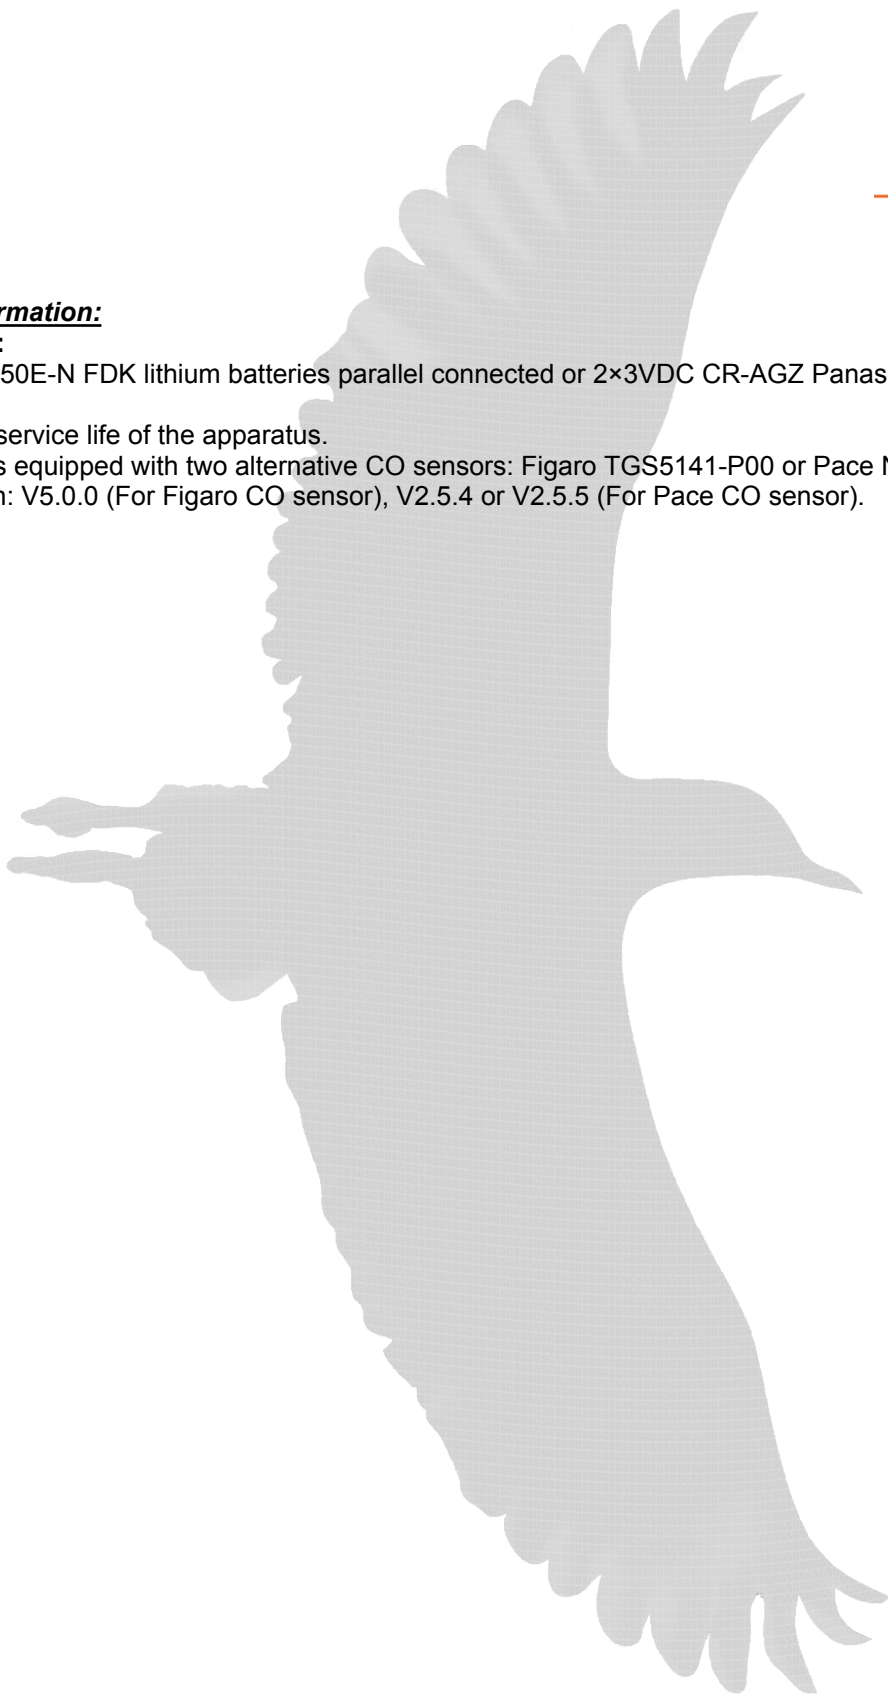 rmation:
:
50E-N FDK lithium batteries parallel connected or 2×3VDC CR-AGZ Panas
service life of the apparatus.
s equipped with two alternative CO sensors: Figaro TGS5141-P00 or Pace N
n: V5.0.0 (For Figaro CO sensor), V2.5.4 or V2.5.5 (For Pace CO sensor).